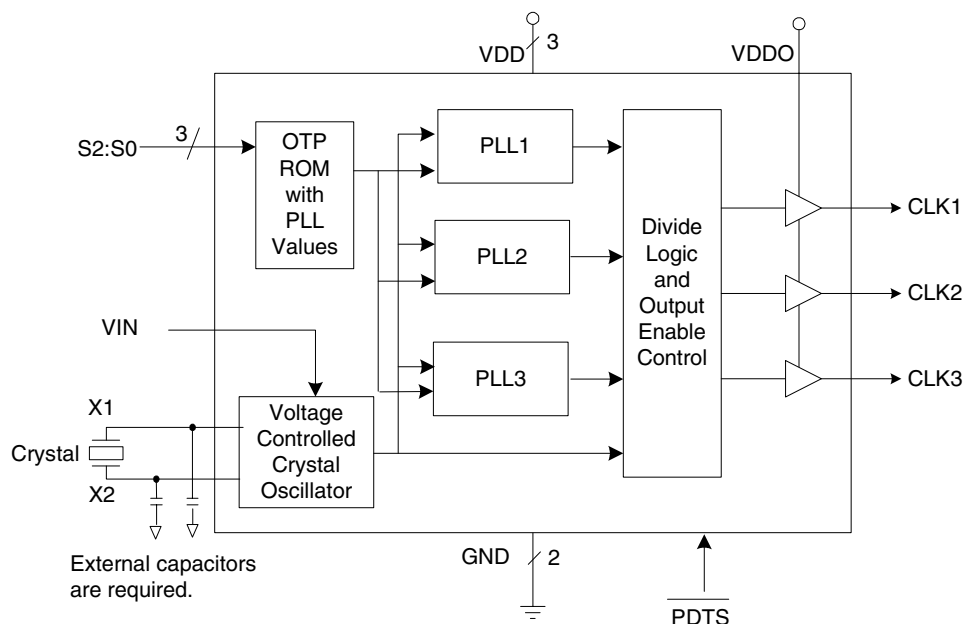 VDD
3
VDDO
S2:S0
3
OTP
ROM
with
PLL
Values
PLL1
PLL2
PLL3
Divide
Logic
and
Output
Enable
Control
CLK1
CLK2
CLK3
VIN
X1
Crystal
X2
Voltage
Controlled
Crystal
Oscillator
External capacitors
are required.
GND
2
PDTS